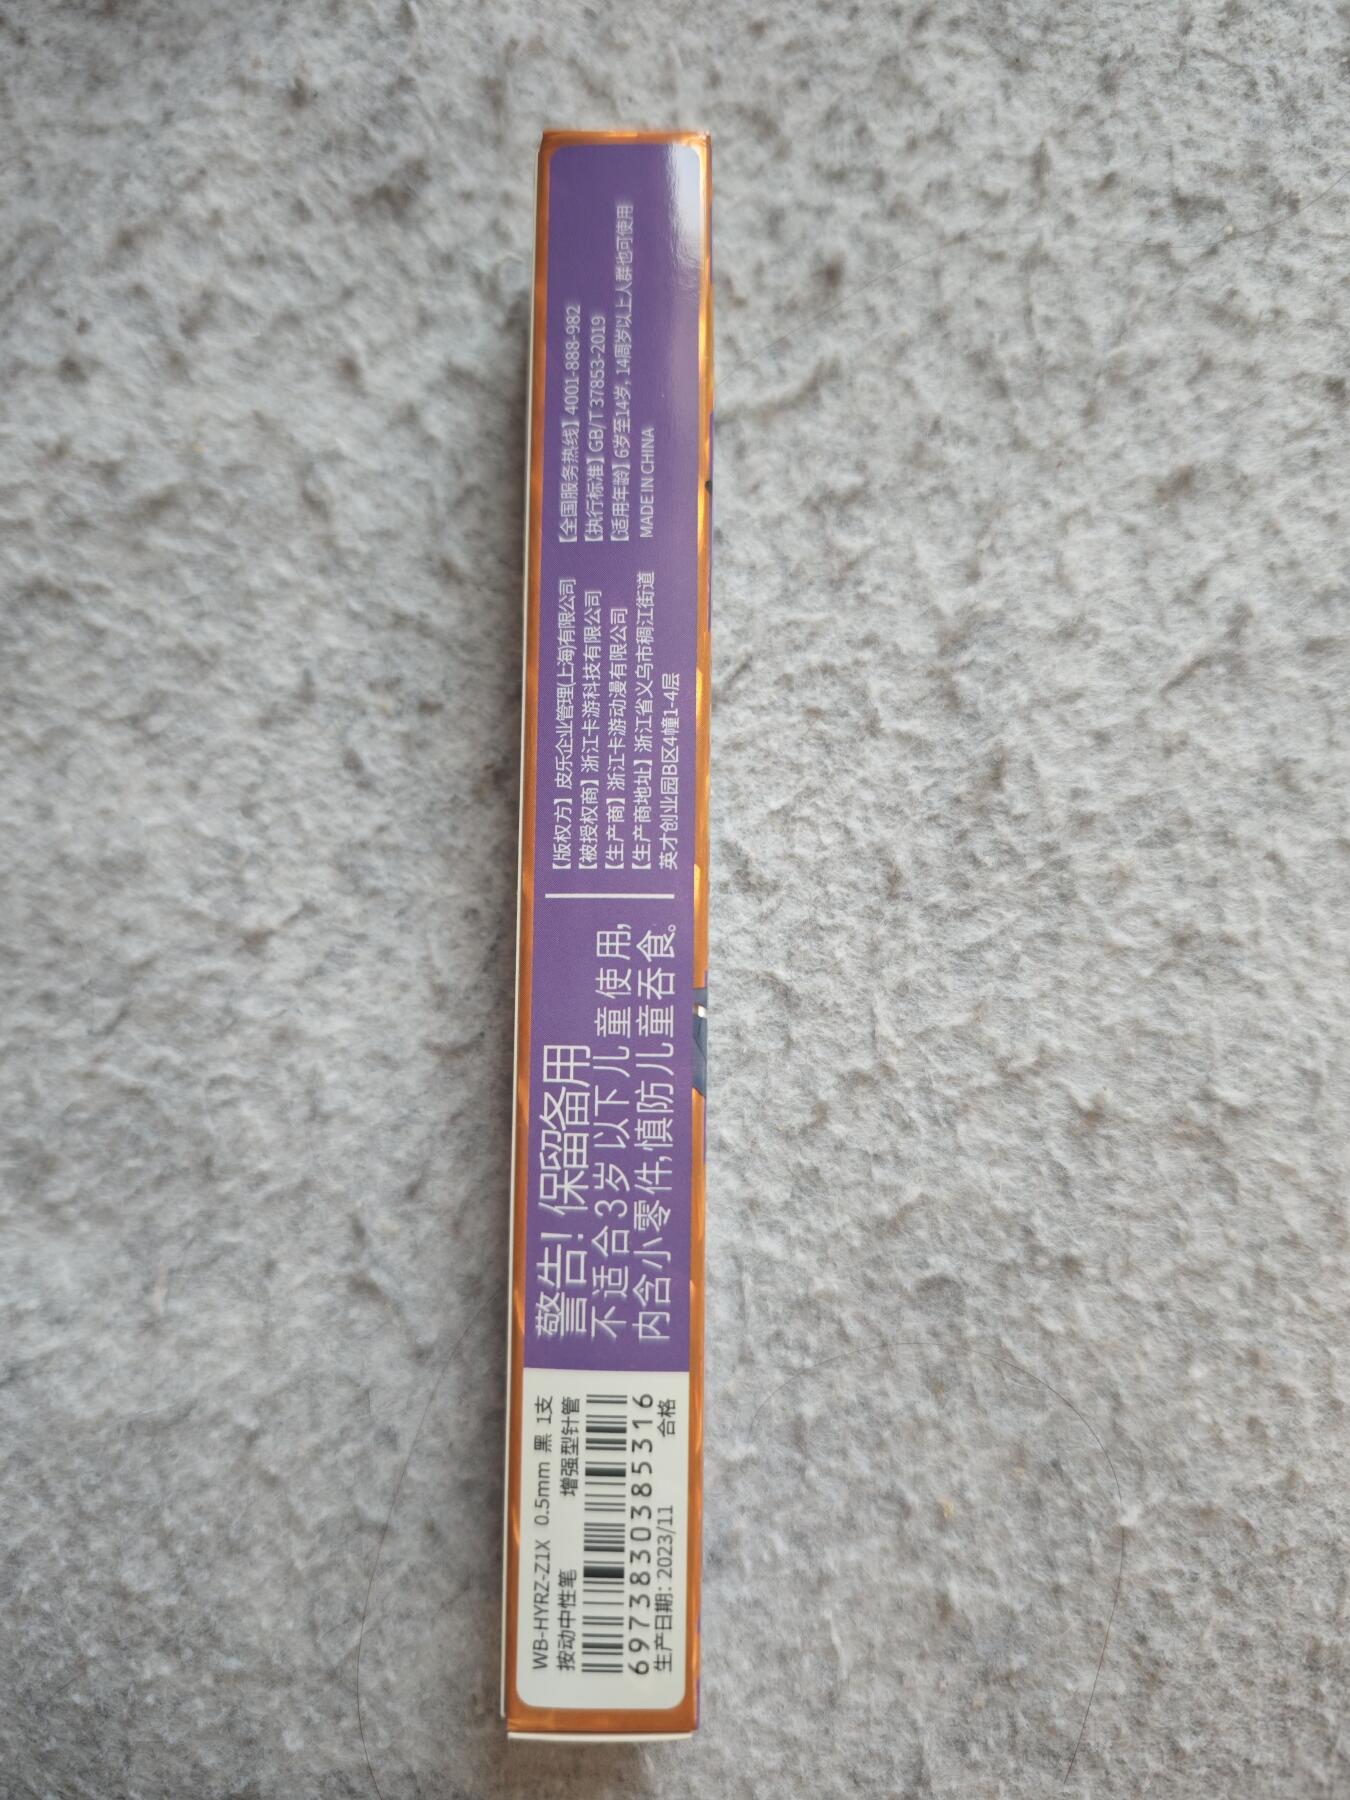 WB-HYRZ-Z1X 0.5mm 黑 1支
按动中性笔 增强型针管
6973830385316
生产日期: 2023/11 合格
警告! 保留备用
不适合3岁以下儿童使用,
内含小零件,慎防儿童吞食。
【版权方】皮乐企业管理(上海)有限公司
【被授权商】浙江卡游科技有限公司
【生产商】浙江卡游动漫有限公司
【生产商地址】浙江省义乌市稠江街道
英才创业园B区4幢1-4层
【全国服务热线】4001-888-982
【执行标准】GB/T 37853-2019
【适用年龄】6岁至14岁, 14周岁以上人群也可使用
MADE IN CHINA